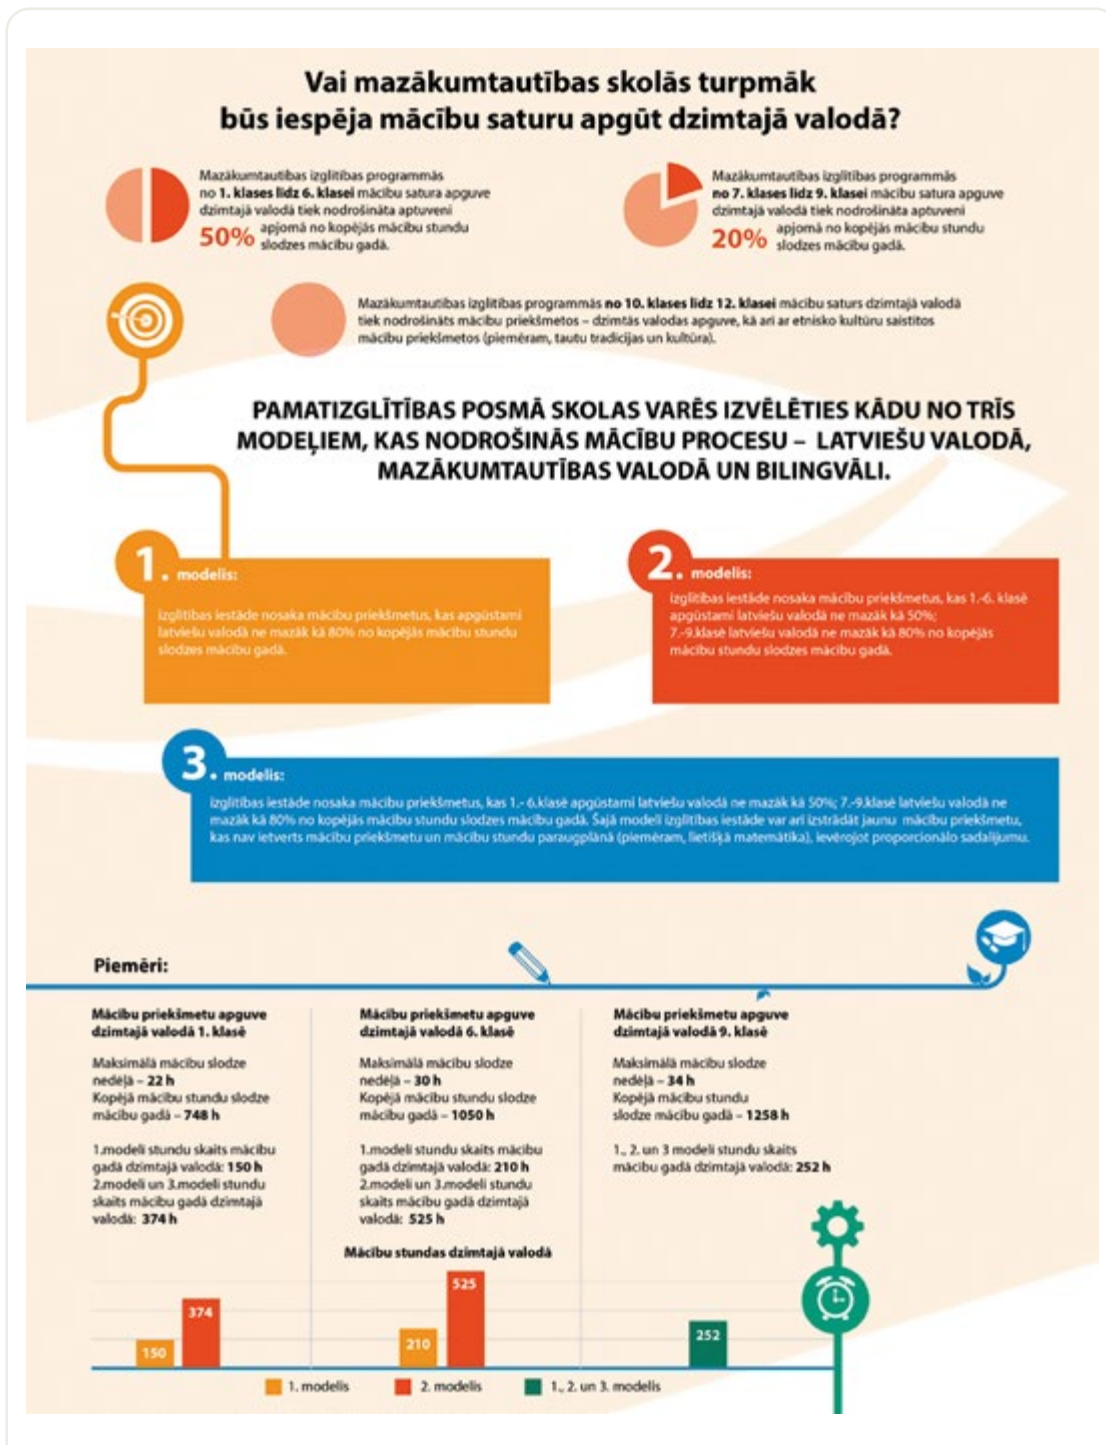 Vai mazākumtautības skolās turpmāk
būs iespēja mācību saturu apgūt dzimtajā valodā?
Mazākumtautības izglītības programmās
no 1. klases līdz 6. klasei mācību satura apguve
dzimtajā valodā tiek nodrošināta aptuveni
50% apjomā no kopējās mācību stundu
slodzes mācību gadā.
Mazākumtautības izglītības programmās
no 7. klases līdz 9. klasei mācību satura apguve
dzimtajā valodā tiek nodrošināta aptuveni
20% apjomā no kopējās mācību stundu
slodzes mācību gadā.
Mazākumtautības izglītības programmās no 10. klases līdz 12. klasei mācību saturs dzimtajā valodā
tiek nodrošināts mācību priekšmetos – dzimtās valodas apguve, kā arī ar etnisko kultūru saistītos
mācību priekšmetos (piemēram, tautu tradīcijas un kultūra).
PAMATIZGLĪTĪBAS POSMĀ SKOLAS VARĒS IZVĒLĒTIES KĀDU NO TRĪS
MODEĻIEM, KAS NODROŠINĀS MĀCĪBU PROCESU – LATVIEŠU VALODĀ,
MAZĀKUMTAUTĪBAS VALODĀ UN BILINGVĀLI.
1. modelis:
izglītības iestāde nosaka mācību priekšmetus, kas apgūstami
latviešu valodā ne mazāk kā 80% no kopējās mācību stundu
slodzes mācību gadā.
2. modelis:
izglītības iestāde nosaka mācību priekšmetus, kas 1.-6. klasē
apgūstami latviešu valodā ne mazāk kā 50%;
7.-9.klasē latviešu valodā ne mazāk kā 80% no kopējās
mācību stundu slodzes mācību gadā.
3. modelis:
izglītības iestāde nosaka mācību priekšmetus, kas 1.- 6.klasē apgūstami latviešu valodā ne mazāk kā 50%; 7.-9.klasē latviešu valodā ne
mazāk kā 80% no kopējās mācību stundu slodzes mācību gadā. Šajā modelī izglītības iestāde var arī izstrādāt jaunu mācību priekšmetu,
kas nav ietverts mācību priekšmetu un mācību stundu paraugplānā (piemēram, lietišķā matemātika), ievērojot proporcionālo sadalījumu.
Piemēri:
Mācību priekšmetu apguve
dzimtajā valodā 1. klasē
Maksimālā mācību slodze
nedēļā – 22 h
Kopējā mācību stundu slodze
mācību gadā – 748 h
1.modelī stundu skaits mācību
gadā dzimtajā valodā: 150 h
2.modelī un 3.modelī stundu
skaits mācību gadā dzimtajā
valodā: 374 h
Mācību priekšmetu apguve
dzimtajā valodā 6. klasē
Maksimālā mācību slodze
nedēļā – 30 h
Kopējā mācību stundu slodze
mācību gadā – 1050 h
1.modelī stundu skaits mācību
gadā dzimtajā valodā: 210 h
2.modelī un 3.modelī stundu
skaits mācību gadā dzimtajā
valodā: 525 h
Mācību priekšmetu apguve
dzimtajā valodā 9. klasē
Maksimālā mācību slodze
nedēļā – 34 h
Kopējā mācību stundu
slodze mācību gadā – 1258 h
1., 2. un 3 modelī stundu skaits
mācību gadā dzimtajā valodā: 252 h
Mācību stundas dzimtajā valodā
150
374
210
525
252
1. modelis
2. modelis
1., 2. un 3. modelis